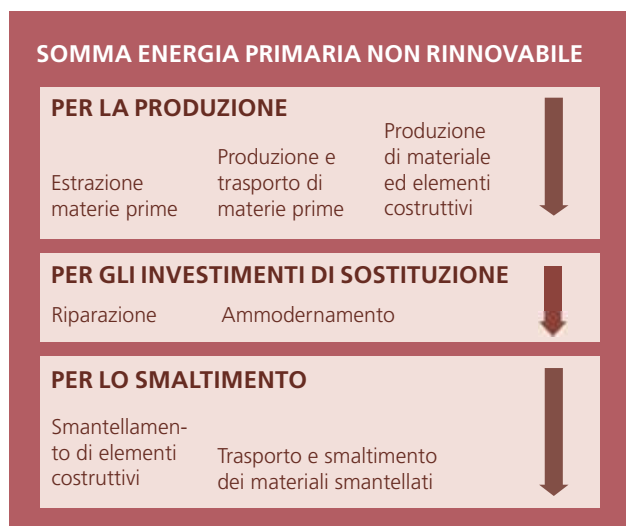 SOMMA ENERGIA PRIMARIA NON RINNOVABILE
PER LA PRODUZIONE
Estrazione
materie prime
Produzione e
trasporto di
materie prime
Produzione
di materiale
ed elementi
costruttivi
PER GLI INVESTIMENTI DI SOSTITUZIONE
Riparazione
Ammodernamento
PER LO SMALTIMENTO
Smantellamen-
to di elementi
costruttivi
Trasporto e smaltimento
dei materiali smantellati